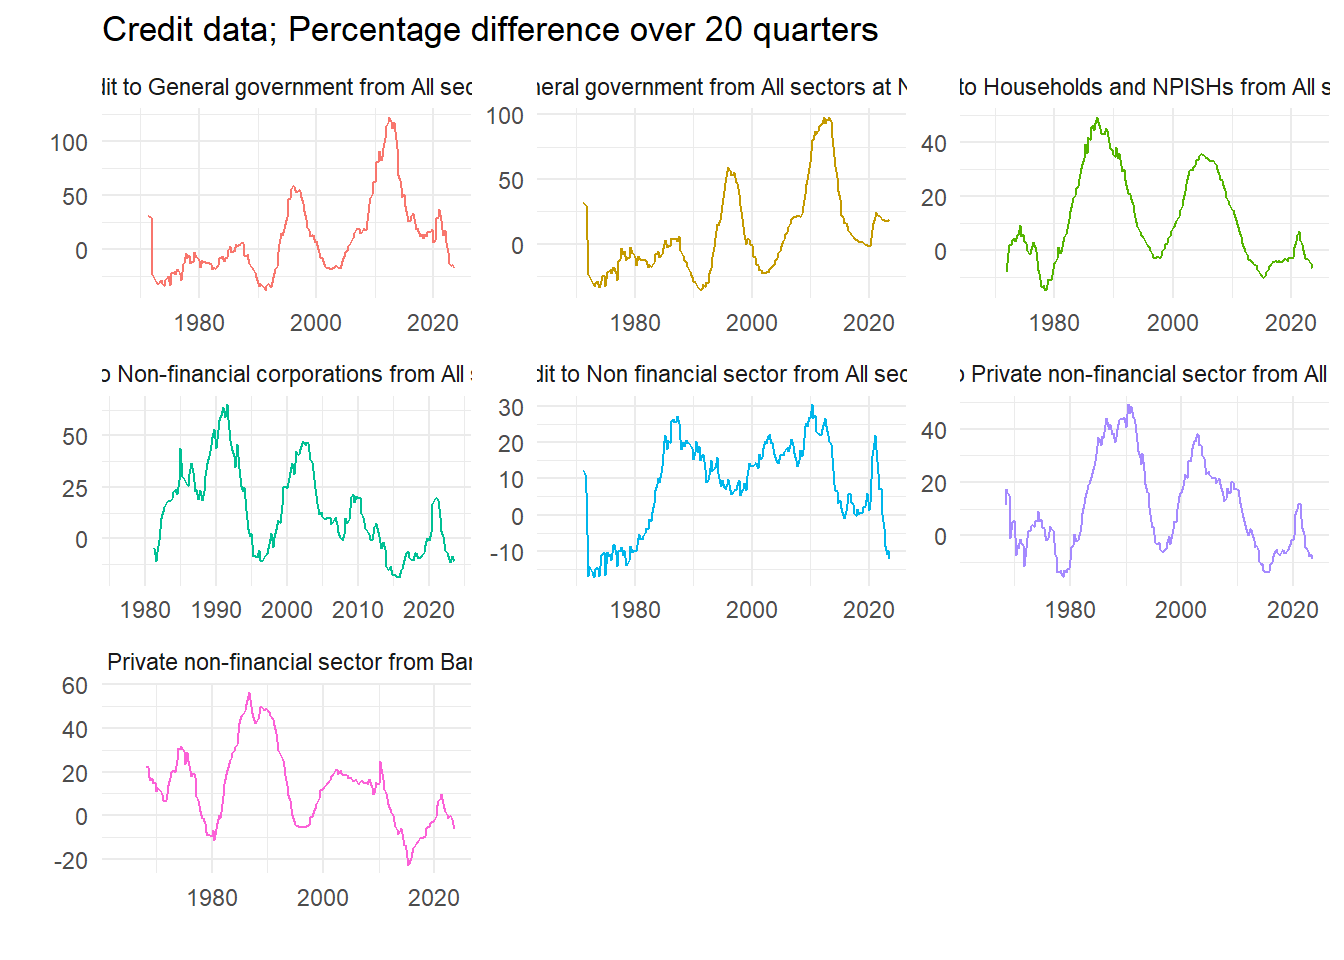 Credit data; Percentage difference over 20 quarters
dit to General government from All sec
neral government from All sectors at N
to Households and NPISHs from All s
100
50
0
1980 2000 2020
100
50
0
1980 2000 2020
40
20
0
1980 2000 2020
o Non-financial corporations from All s
dit to Non financial sector from All sec
o Private non-financial sector from All
50
25
0
1980 1990 2000 2010 2020
30
20
10
0
-10
1980 2000 2020
40
20
0
1980 2000 2020
Private non-financial sector from Ban
60
40
20
0
-20
1980 2000 2020